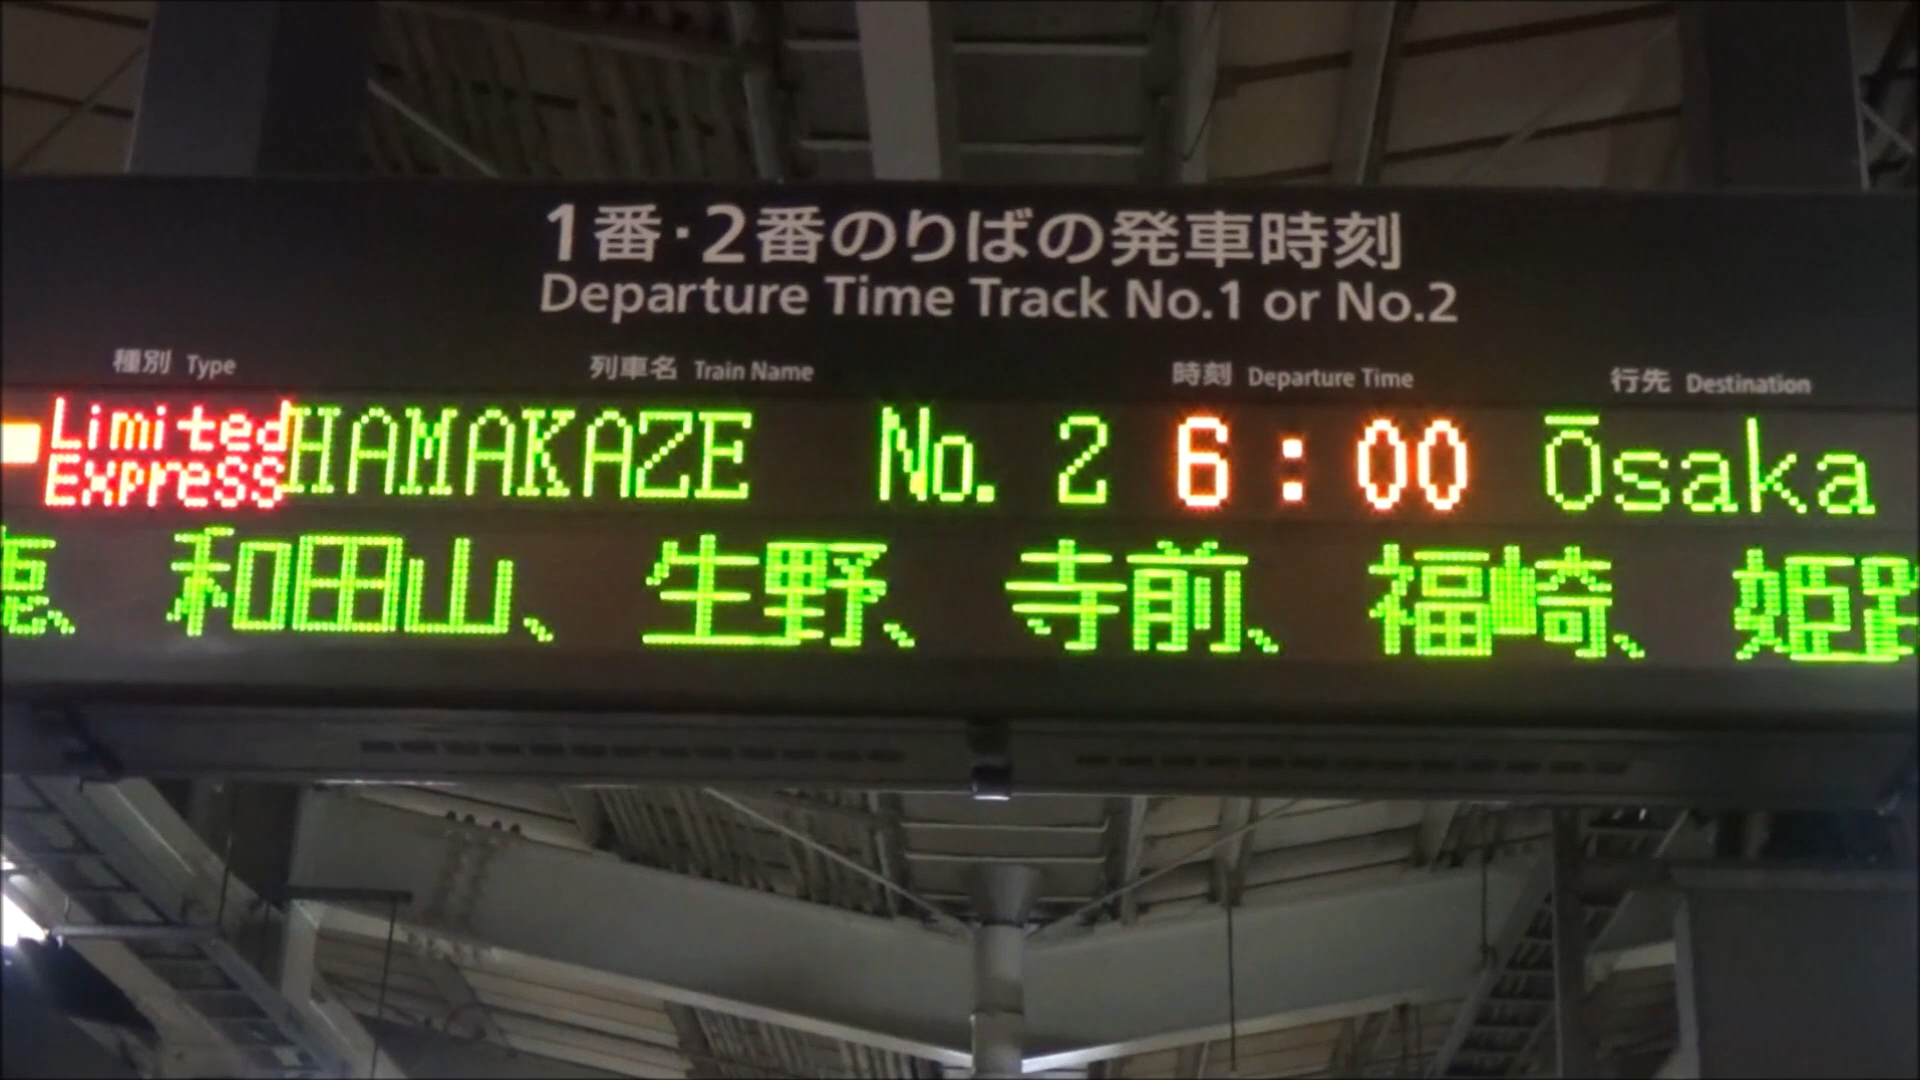 1番・2番のりばの発車時刻
Departure Time Track No.1 or No.2
種別 Type 列車名 Train Name 時刻 Departure Time 行先 Destination
Limited Express HAMAKAZE No. 2 6:00 Ōsaka
、和田山、生野、寺前、福崎、姫